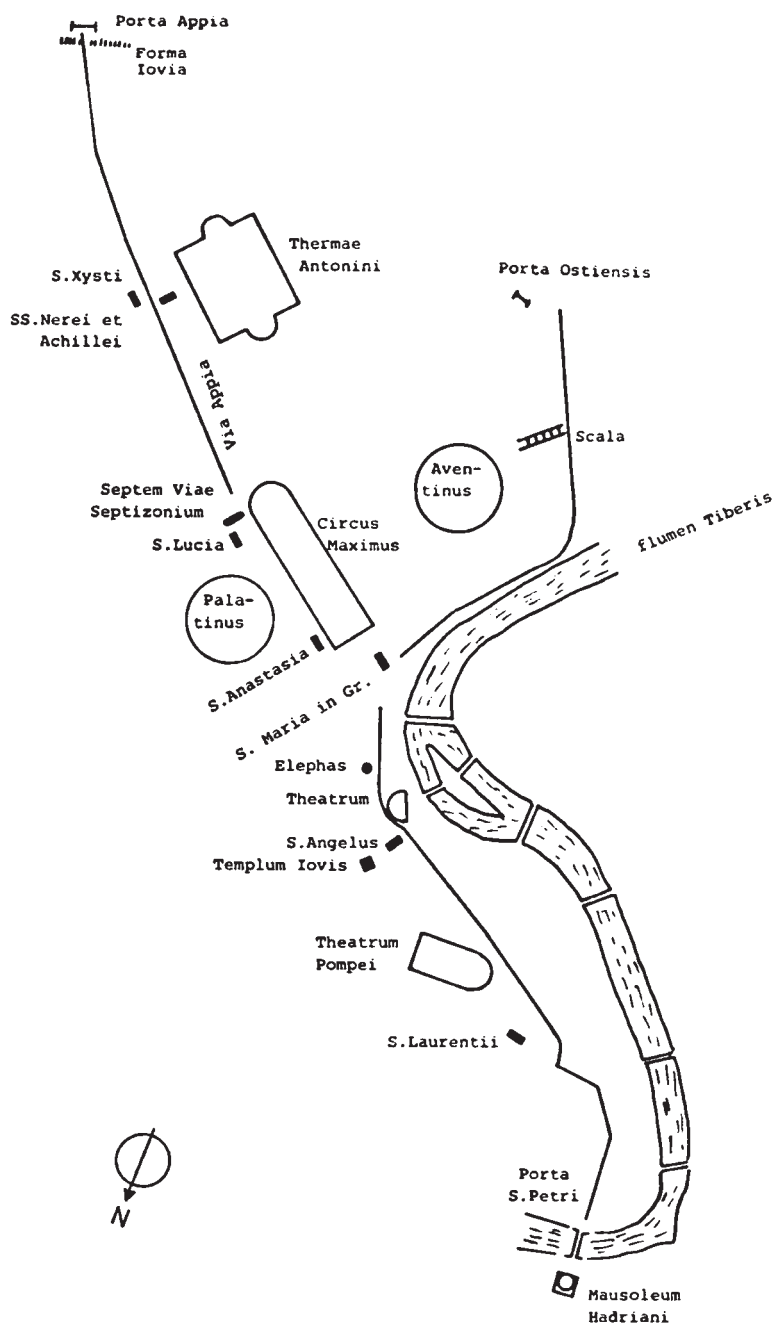 Porta Appia
Forma
Iovia
Thermae
Antonini
Porta Ostiensis
S.Xysti
SS.Nerei et
Achillei
Via Appia
Scala
Aven-
tinus
Septem Viae
Septizonium
Circus
Maximus
S.Lucia
flumen Tiberis
Pala-
tinus
S.Anastasia
S. Maria in Gr.
Elephas
Theatrum
S.Angelus
Templum Iovis
Theatrum
Pompei
S.Laurentii
Porta
S.Petri
N
Mausoleum
Hadriani